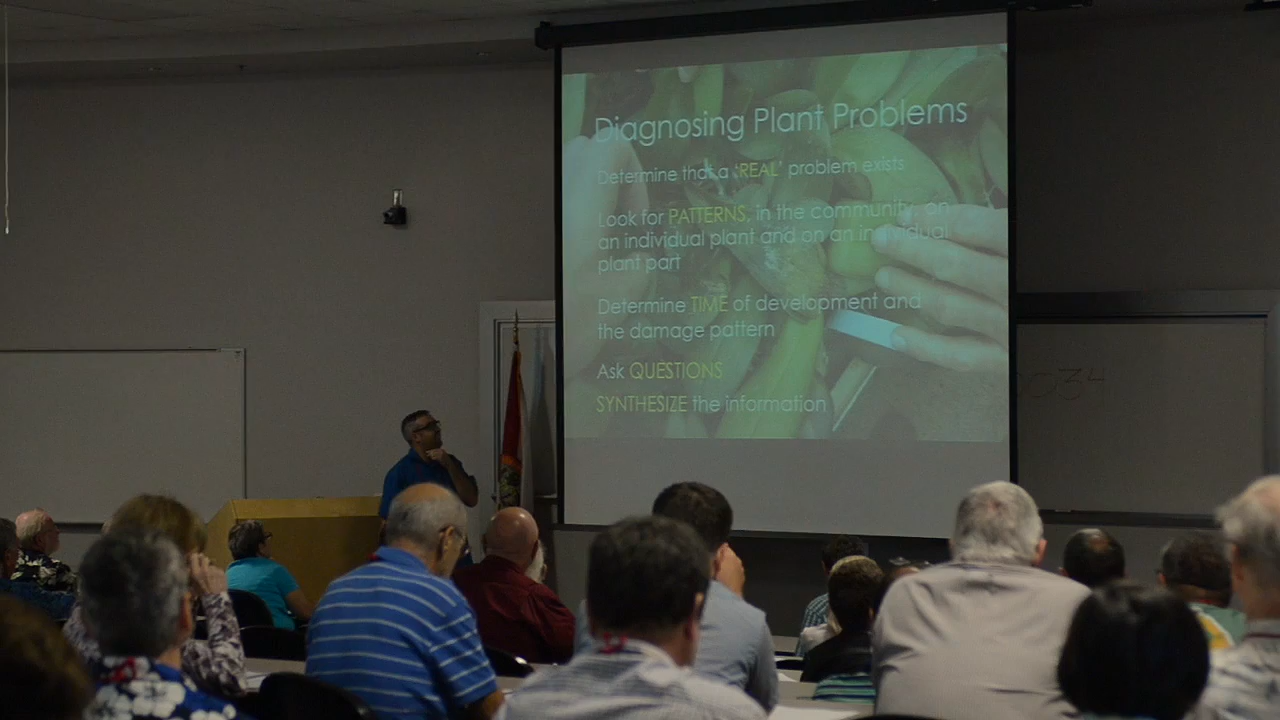 Diagnosing Plant Problems
Determine that a 'REAL' problem exists
Look for PATTERNS, in the community, on
an individual plant and on an individual
plant part
Determine TIME of development and
the damage pattern
Ask QUESTIONS
SYNTHESIZE the information